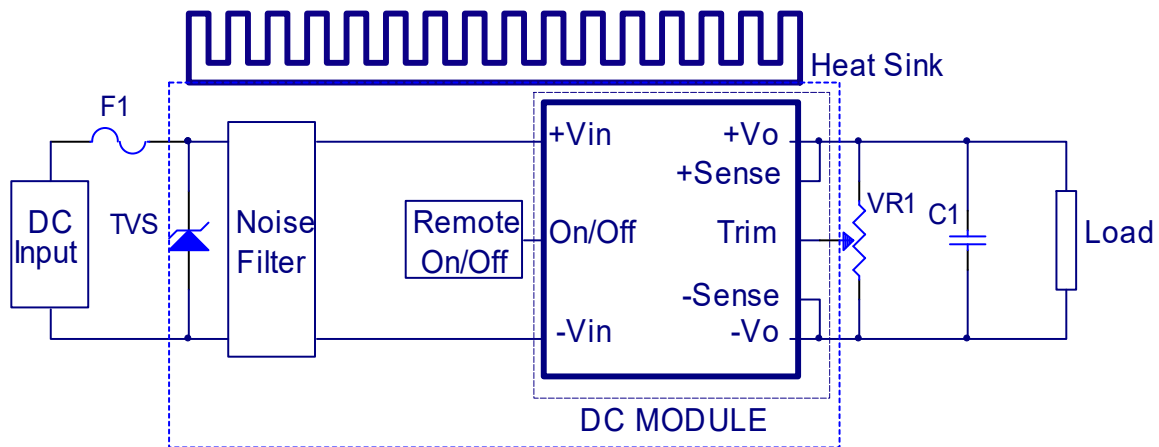 Heat Sink
F1
DC
Input
TVS
Noise
Filter
Remote
On/Off
+Vin
On/Off
-Vin
+Vo
+Sense
Trim
-Sense
-Vo
VR1
C1
Load
DC MODULE